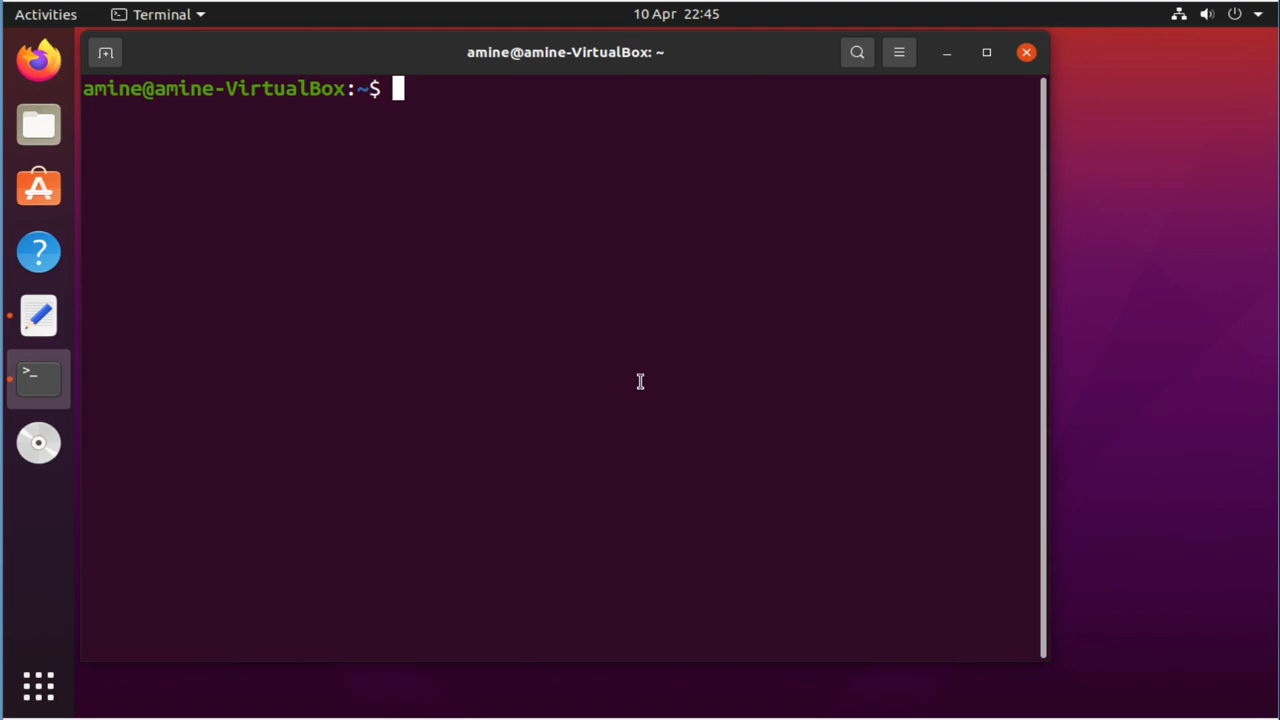 Activities
Terminal
10 Apr 22:45
amine@amine-VirtualBox: ~
amine@amine-VirtualBox:~$